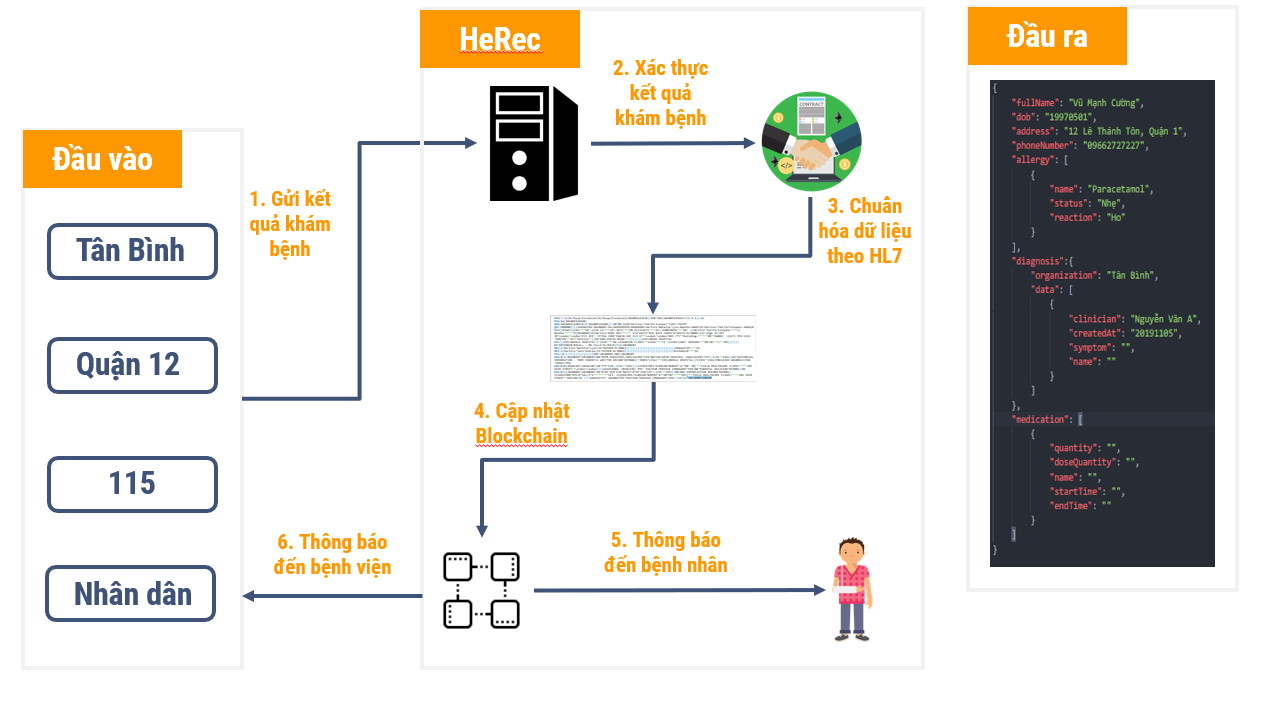 Đầu vào
Tân Bình
Quận 12
115
Nhân dân
1. Gửi kết
quả khám
bệnh
HeRec
2. Xác thực
kết quả
khám bệnh
CONTRACT
3. Chuẩn
hóa dữ liệu
theo HL7
4. Cập nhật
Blockchain
5. Thông báo
đến bệnh nhân
6. Thông báo
đến bệnh viện
Đầu ra
{
"fullName": "Vũ Mạnh Cường",
"dob": "19970501",
"address": "12 Lê Thánh Tôn, Quận 1",
"phoneNumber": "09662727227",
"allergy": [
{
"name": "Paracetamol",
"status": "Nhẹ",
"reaction": "Ho"
}
],
"diagnosis":{
"organization": "Tân Bình",
"data": [
{
"clinician": "Nguyễn Văn A",
"createdAt": "20191105",
"symptom": "",
"name": ""
}
]
},
"medication": [
{
"quantity": "",
"doseQuantity": "",
"name": "",
"startTime": "",
"endTime": ""
}
]
}